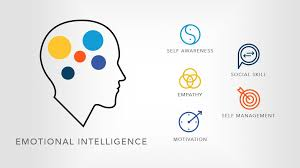 SELF AWARENESS
SOCIAL SKILL
EMPATHY
SELF MANAGEMENT
MOTIVATION
EMOTIONAL INTELLIGENCE